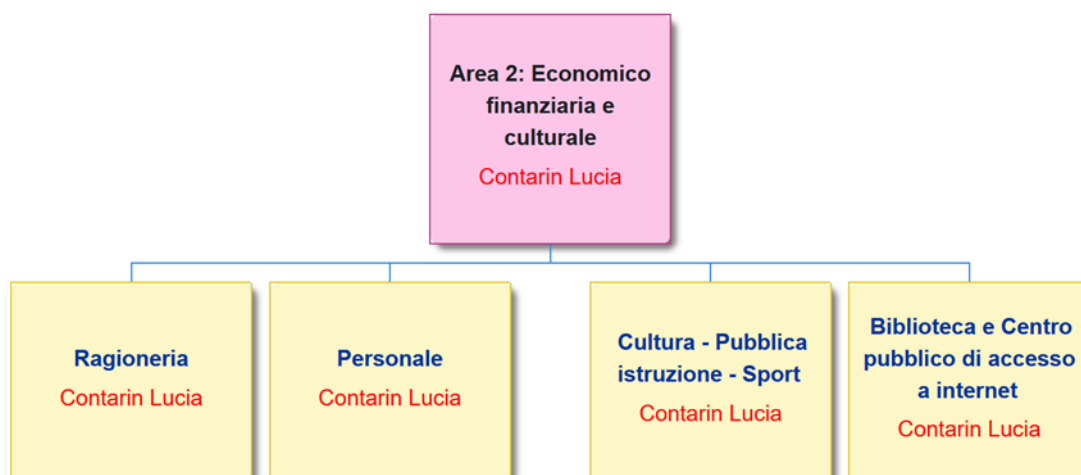 Area 2: Economico
finanziaria e
culturale
Contarin Lucia
Ragioneria
Contarin Lucia
Personale
Contarin Lucia
Cultura - Pubblica
istruzione - Sport
Contarin Lucia
Biblioteca e Centro
pubblico di accesso
a internet
Contarin Lucia